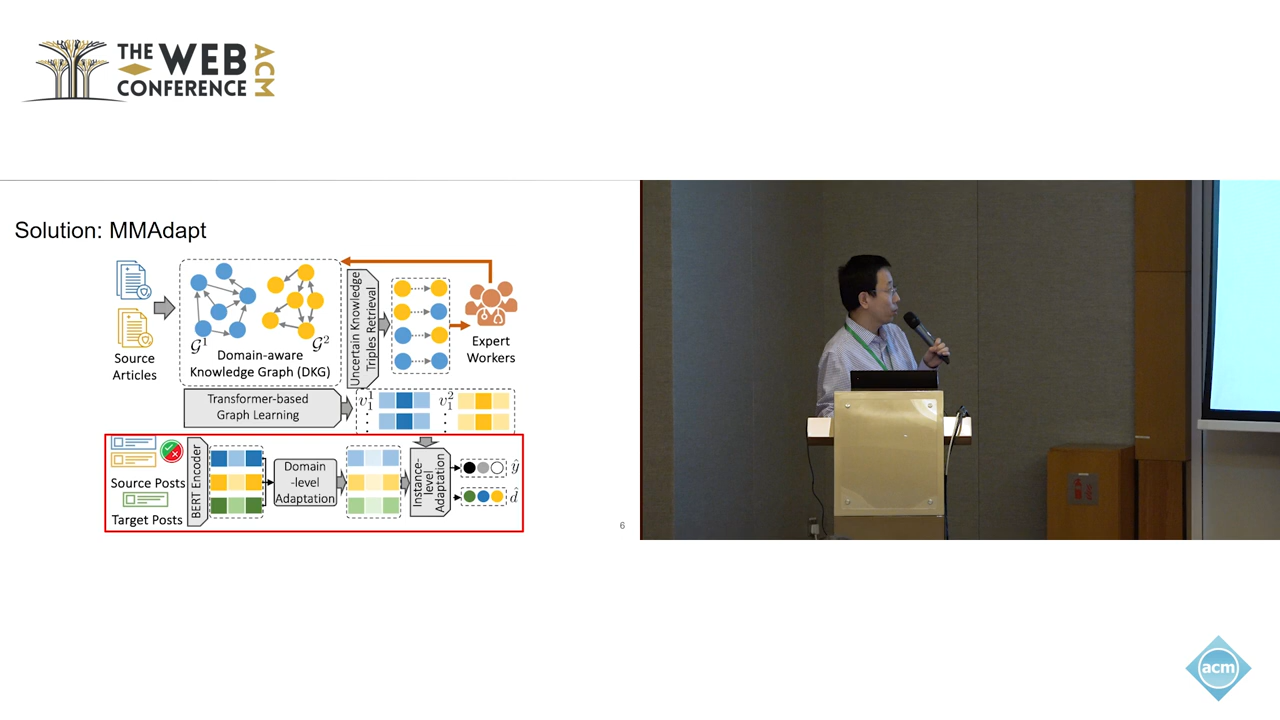 THE WEB
CONFERENCE
ACM
Solution: MMAdapt
Source
Articles
G¹
G²
Domain-aware
Knowledge Graph (DKG)
Uncertain Knowledge
Triples Retrieval
Expert
Workers
Transformer-based
Graph Learning
v₁¹
v₁²
Source Posts
Target Posts
BERT Encoder
Domain
-level
Adaptation
Instance-
level
Adaptation
ŷ
d̂
6
acm